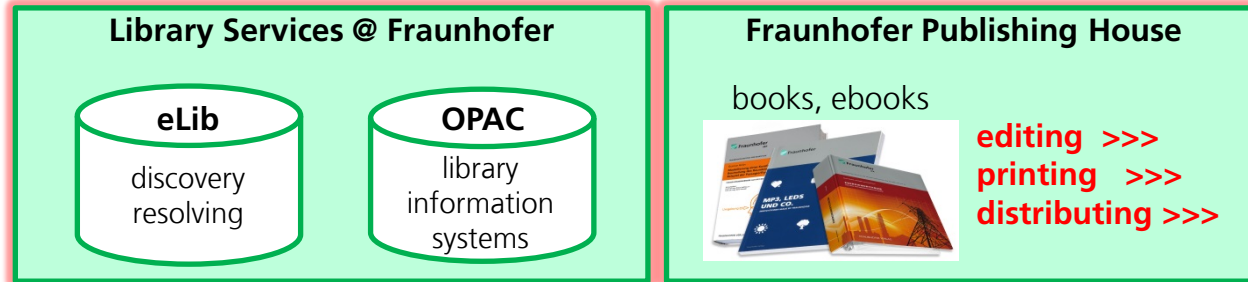 Library Services @ Fraunhofer
eLib
discovery
resolving
OPAC
library
information
systems
Fraunhofer Publishing House
books, ebooks
Fraunhofer
MP3, LEDS
UND CO.
editing >>>
printing >>>
distributing >>>